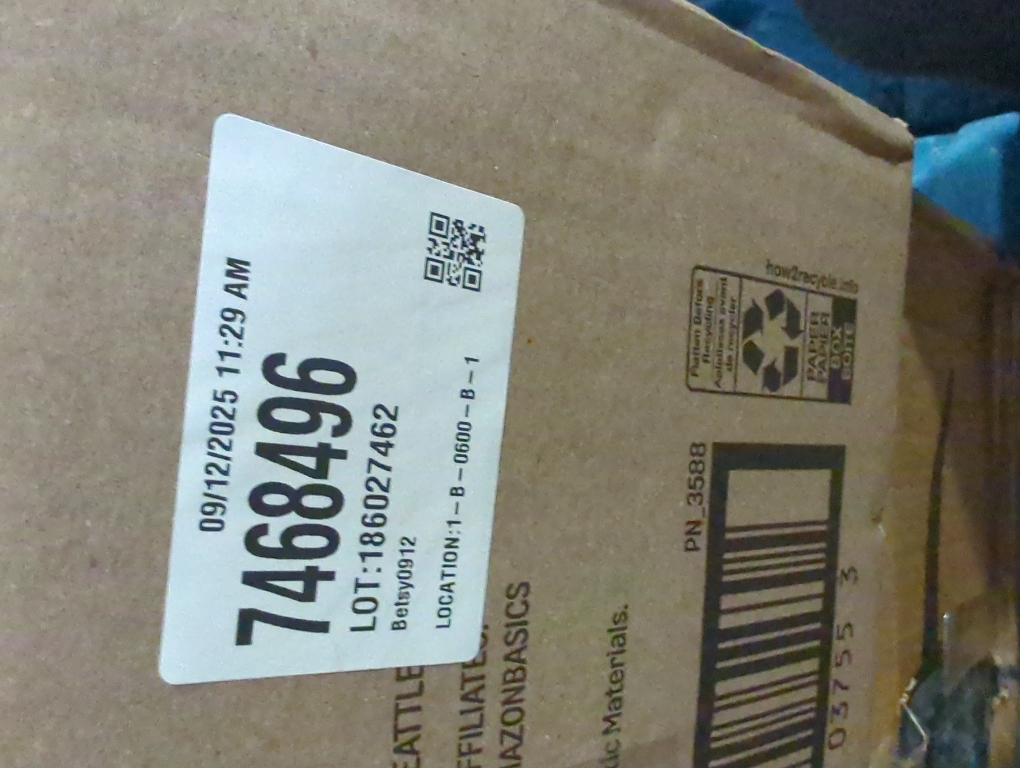 09/12/2025 11:29 AM
7468496
LOT:186027462
Betsy0912
LOCATION:1-B-0600-B-1
EATTLE
FFILIATES.
AZONBASICS
ic Materials.
Flatten Before
Recycling
Aplatissez avant
de recycler
PAPER
PAPIER
BOX
BOÎTE
how2recycle.info
PN_3588
03755 3